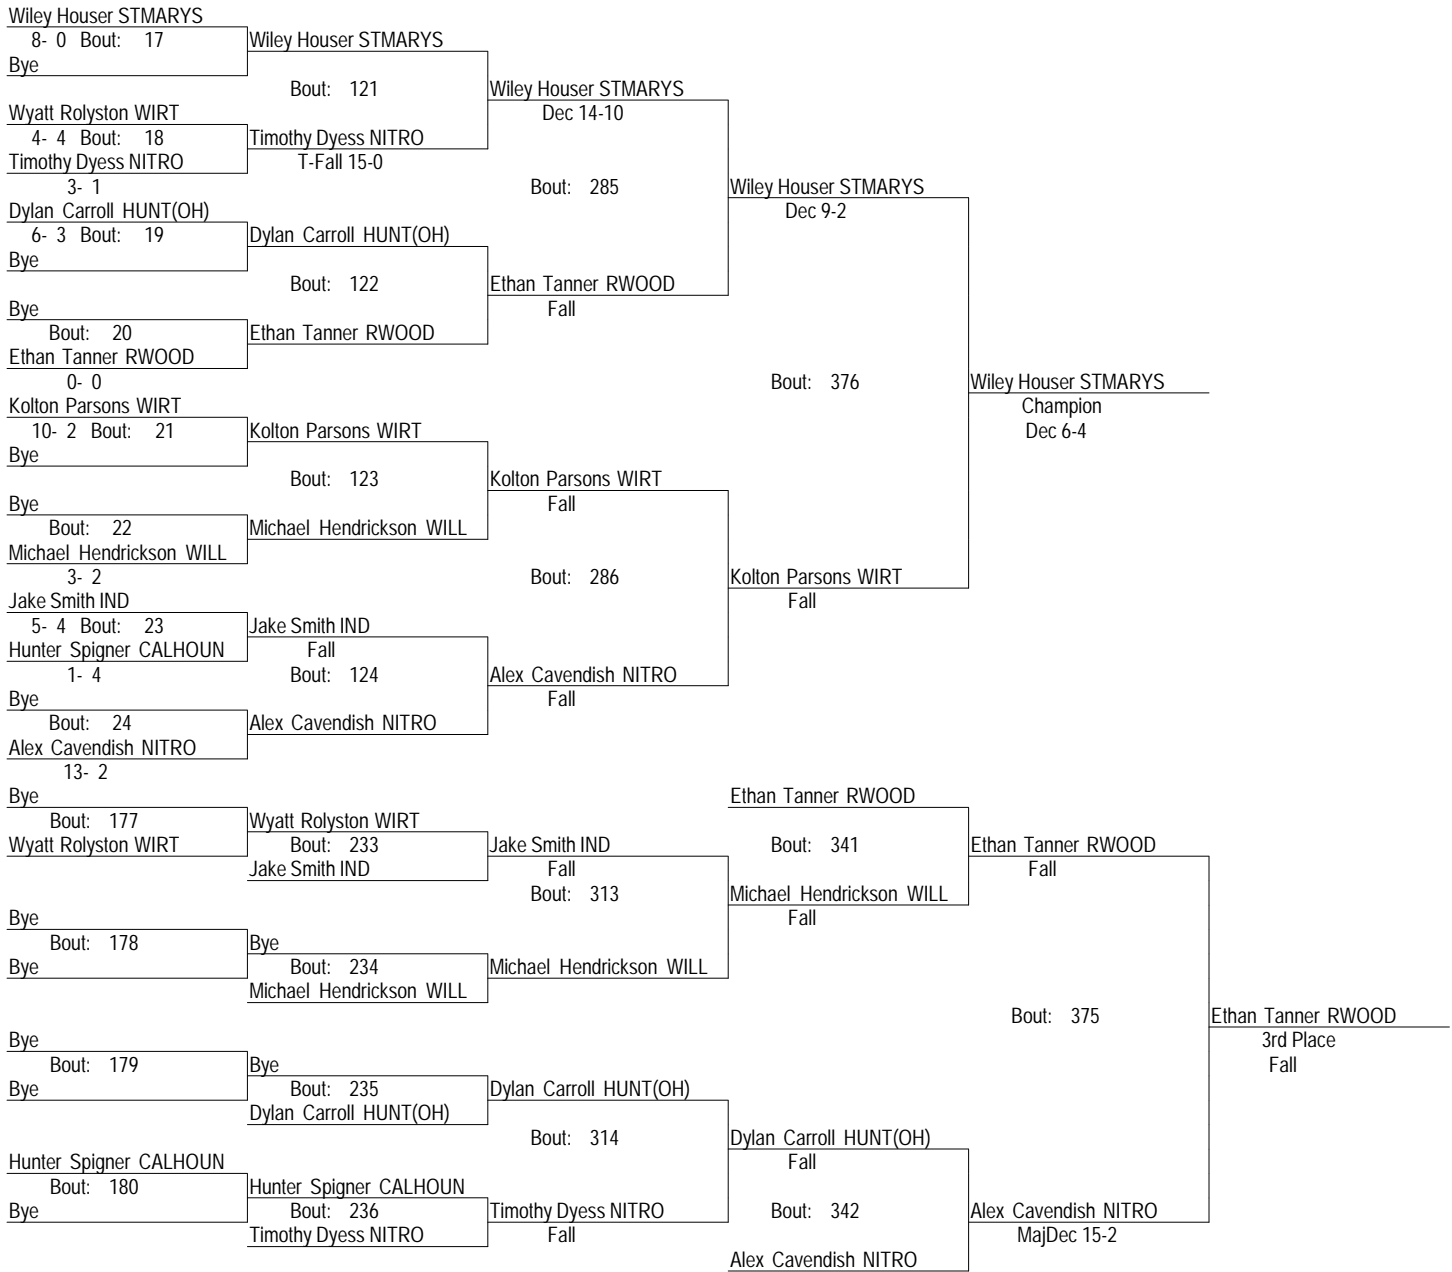 Wiley Houser STMARYS
8- 0 Bout: 17
Wiley Houser STMARYS
Bye
Bout: 121
Wiley Houser STMARYS
Wyatt Rolyston WIRT
Dec 14-10
4- 4 Bout: 18
Timothy Dyess NITRO
Timothy Dyess NITRO
T-Fall 15-0
3- 1
Bout: 285
Wiley Houser STMARYS
Dylan Carroll HUNT(OH)
Dec 9-2
6- 3 Bout: 19
Dylan Carroll HUNT(OH)
Bye
Bout: 122
Ethan Tanner RWOOD
Bye
Fall
Bout: 20
Ethan Tanner RWOOD
Ethan Tanner RWOOD
0- 0
Bout: 376
Wiley Houser STMARYS
Kolton Parsons WIRT
Champion
10- 2 Bout: 21
Kolton Parsons WIRT
Dec 6-4
Bye
Bout: 123
Kolton Parsons WIRT
Bye
Fall
Bout: 22
Michael Hendrickson WILL
Michael Hendrickson WILL
3- 2
Bout: 286
Kolton Parsons WIRT
Jake Smith IND
Fall
5- 4 Bout: 23
Jake Smith IND
Hunter Spigner CALHOUN
Fall
1- 4
Bout: 124
Alex Cavendish NITRO
Bye
Fall
Bout: 24
Alex Cavendish NITRO
Alex Cavendish NITRO
13- 2
Bye
Ethan Tanner RWOOD
Bout: 177
Wyatt Rolyston WIRT
Wyatt Rolyston WIRT
Bout: 233
Jake Smith IND
Bout: 341
Ethan Tanner RWOOD
Jake Smith IND
Fall
Fall
Bout: 313
Michael Hendrickson WILL
Bye
Fall
Bout: 178
Bye
Bye
Bout: 234
Michael Hendrickson WILL
Michael Hendrickson WILL
Bout: 375
Ethan Tanner RWOOD
Bye
3rd Place
Bout: 179
Bye
Fall
Bye
Bout: 235
Dylan Carroll HUNT(OH)
Dylan Carroll HUNT(OH)
Bout: 314
Dylan Carroll HUNT(OH)
Hunter Spigner CALHOUN
Fall
Bout: 180
Hunter Spigner CALHOUN
Bye
Bout: 236
Timothy Dyess NITRO
Bout: 342
Alex Cavendish NITRO
Timothy Dyess NITRO
Fall
MajDec 15-2
Alex Cavendish NITRO